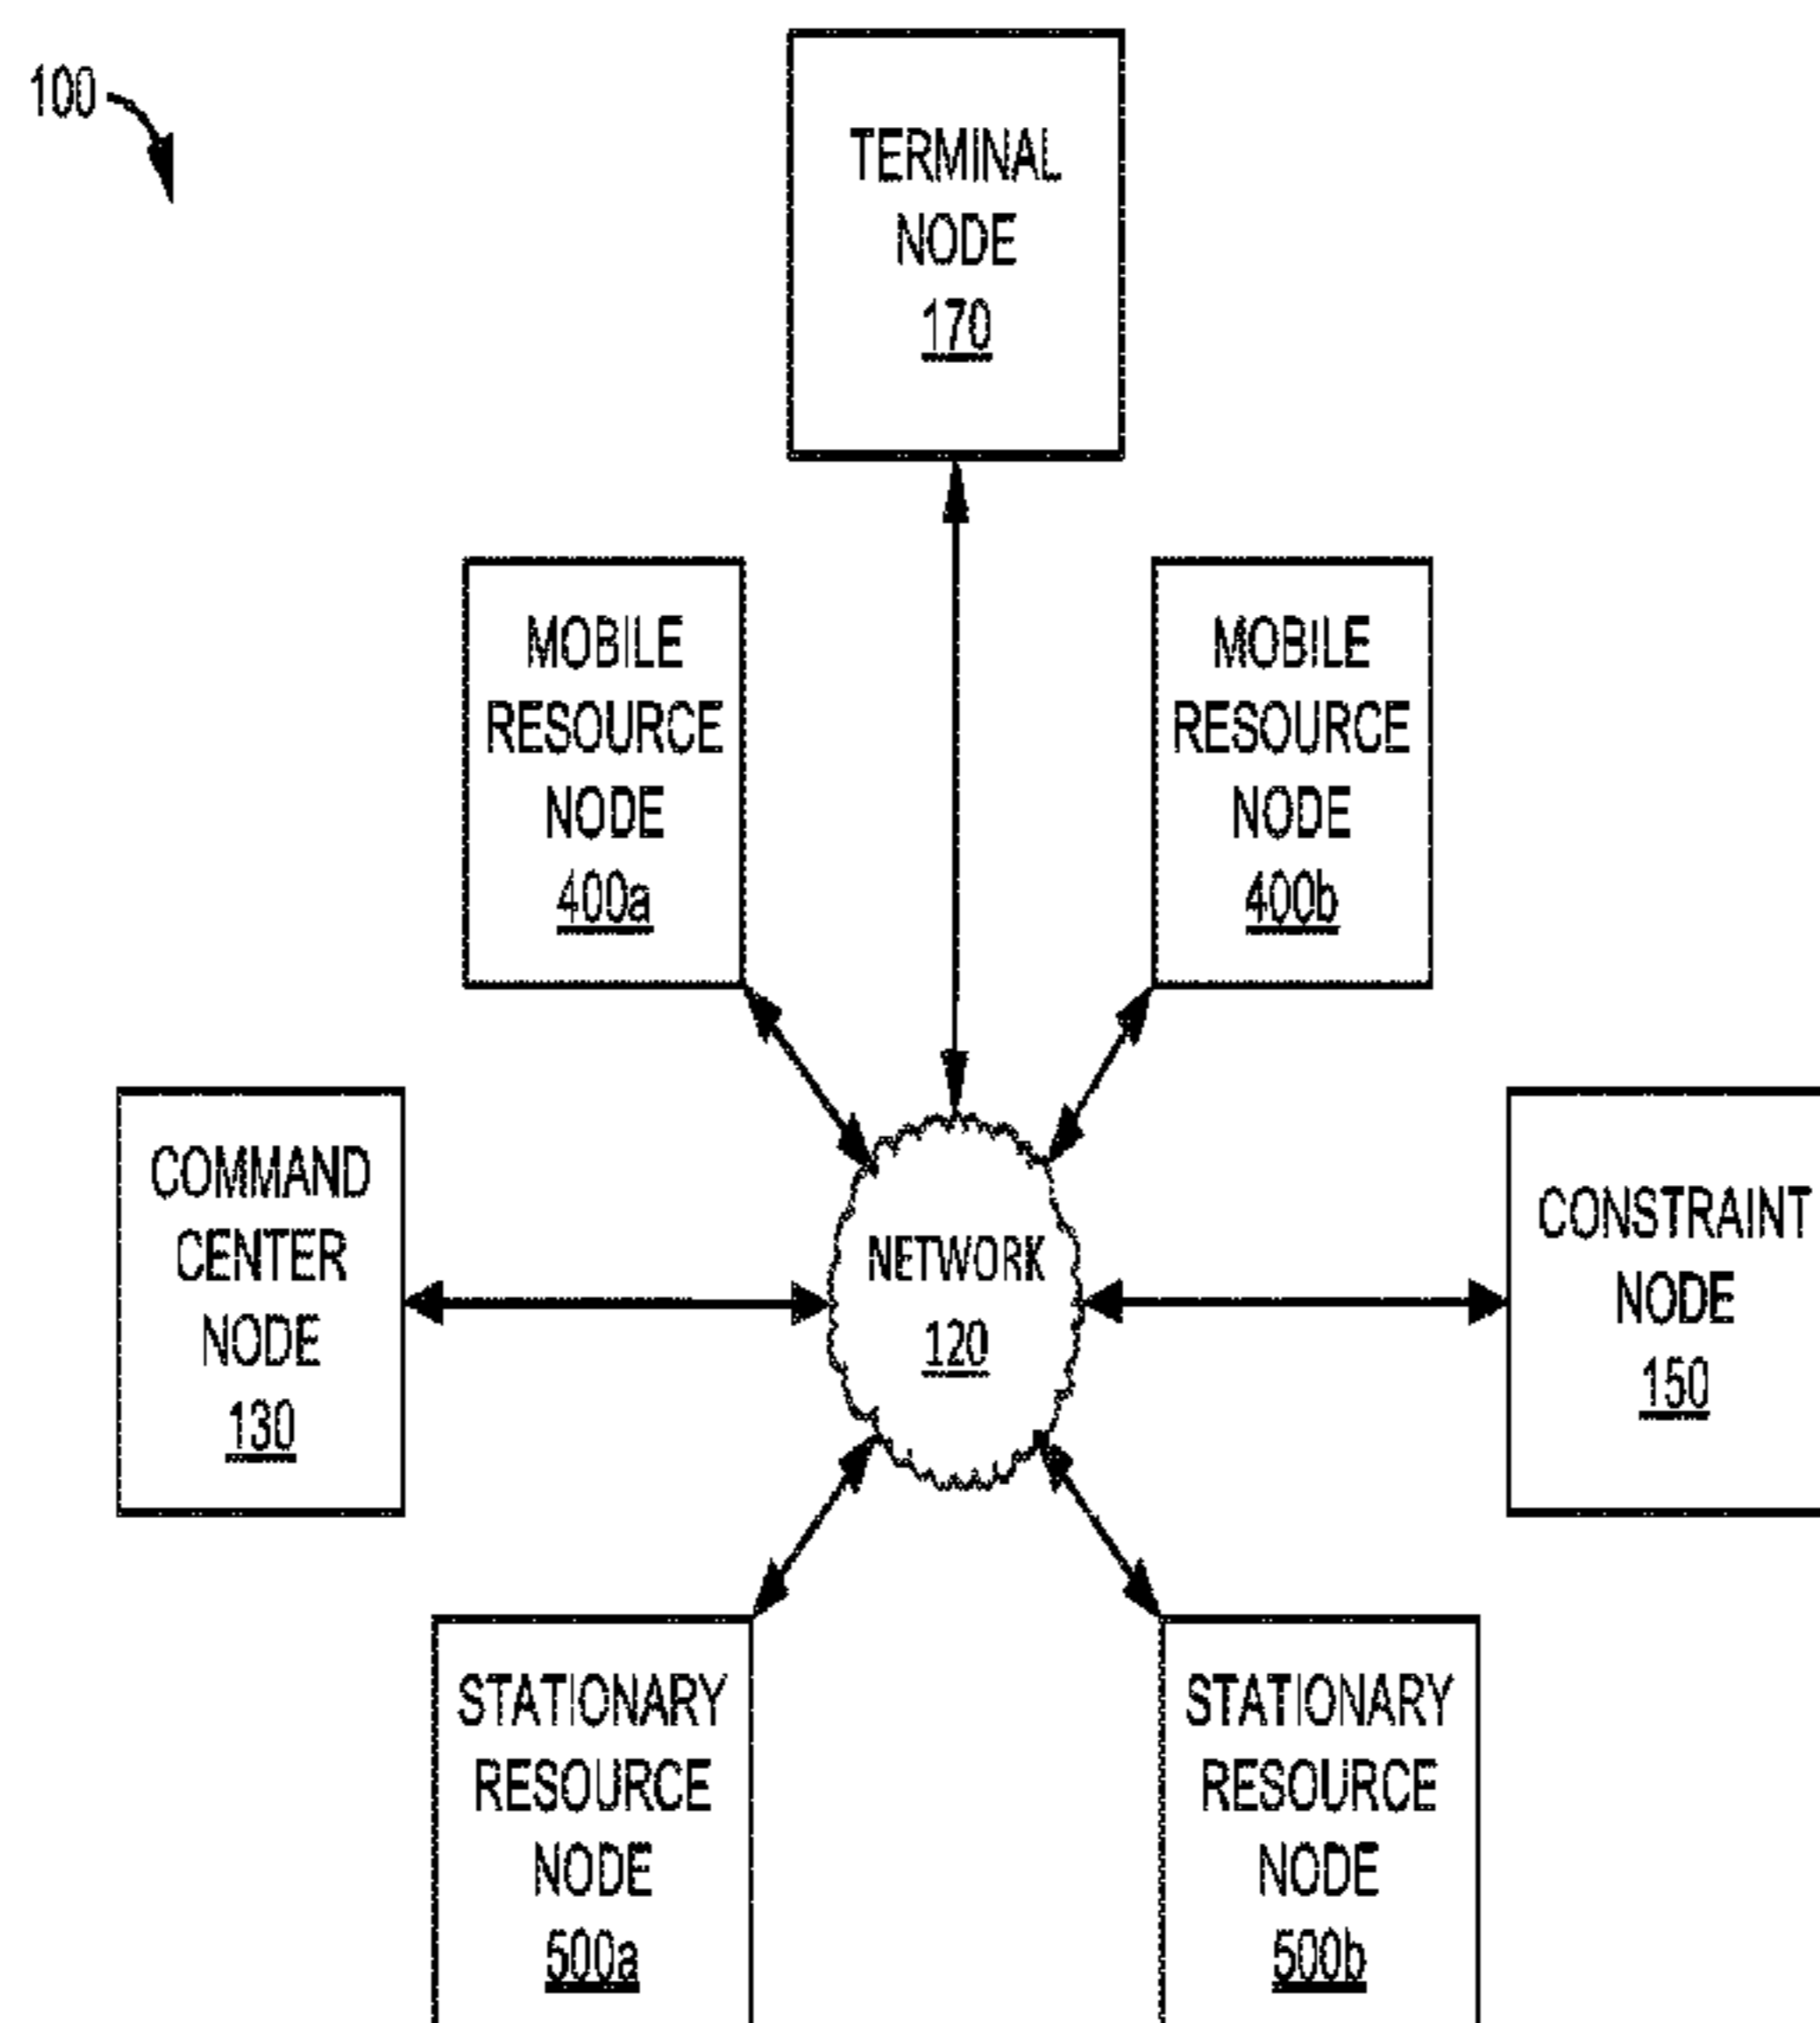 100
TERMINAL
NODE
170
MOBILE
RESOURCE
NODE
400a
MOBILE
RESOURCE
NODE
400b
COMMAND
CENTER
NODE
130
NETWORK
120
CONSTRAINT
NODE
150
STATIONARY
RESOURCE
NODE
500a
STATIONARY
RESOURCE
NODE
500b